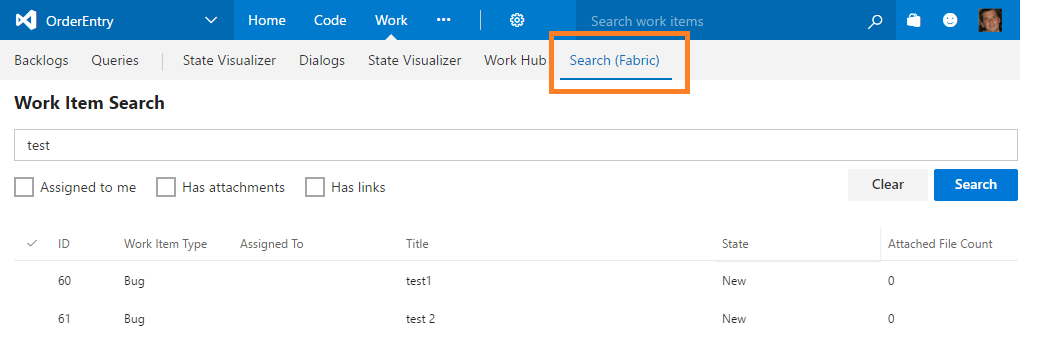 OrderEntry Home Code Work ••• Search work items
Backlogs Queries State Visualizer Dialogs State Visualizer Work Hub Search (Fabric)
Work Item Search
test
Assigned to me Has attachments Has links Clear Search
ID Work Item Type Assigned To Title State Attached File Count
60 Bug test1 New 0
61 Bug test 2 New 0